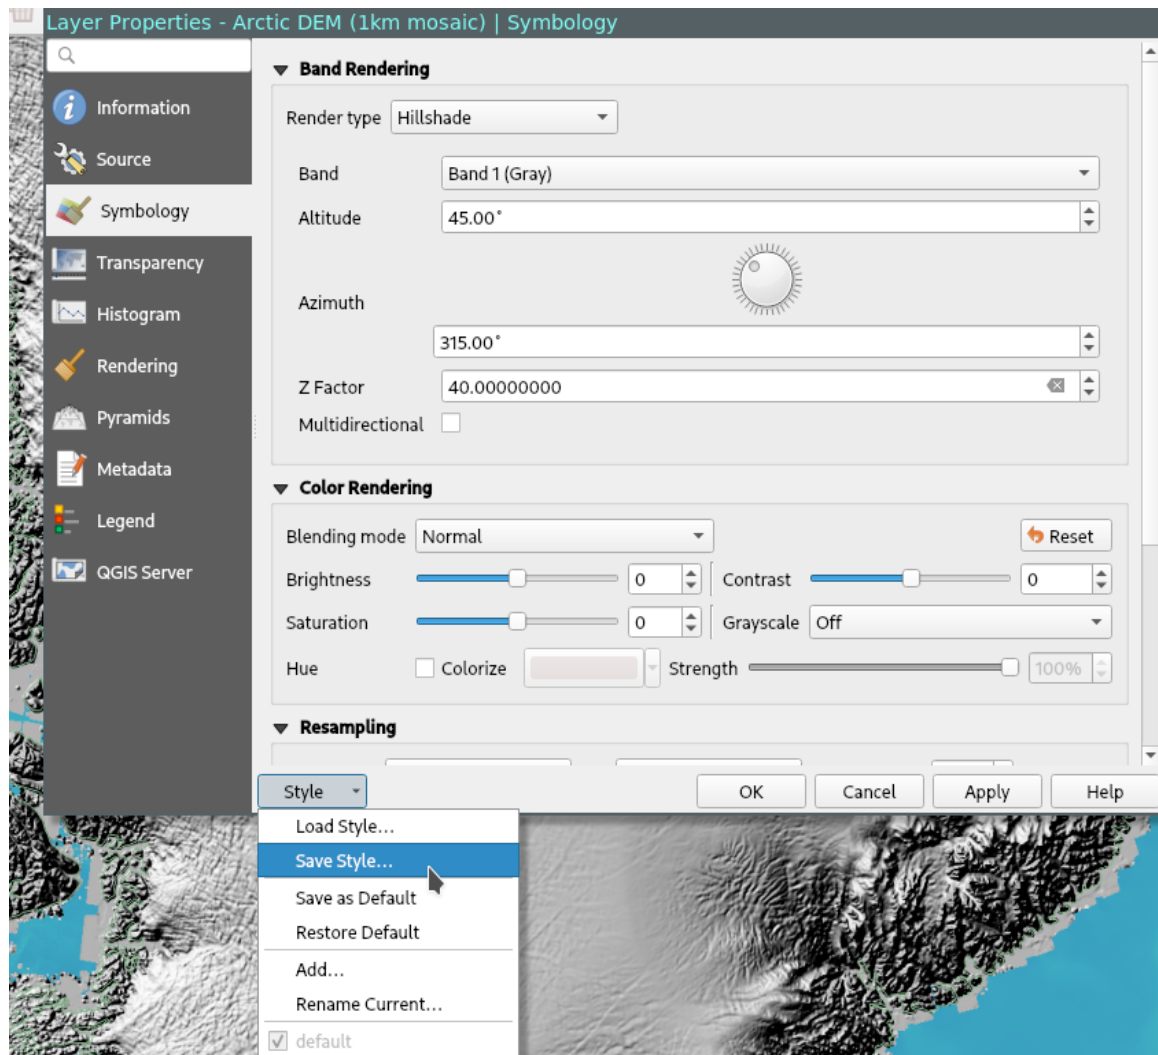 Layer Properties - Arctic DEM (1km mosaic) | Symbology
Information
Source
Symbology
Transparency
Histogram
Rendering
Pyramids
Metadata
Legend
QGIS Server
Band Rendering
Render type Hillshade
Band Band 1 (Gray)
Altitude 45.00°
Azimuth
315.00°
Z Factor 40.00000000
Multidirectional
Color Rendering
Blending mode Normal Reset
Brightness 0 Contrast 0
Saturation 0 Grayscale Off
Hue Colorize Strength 100%
Resampling
Style OK Cancel Apply Help
Load Style...
Save Style...
Save as Default
Restore Default
Add...
Rename Current...
default